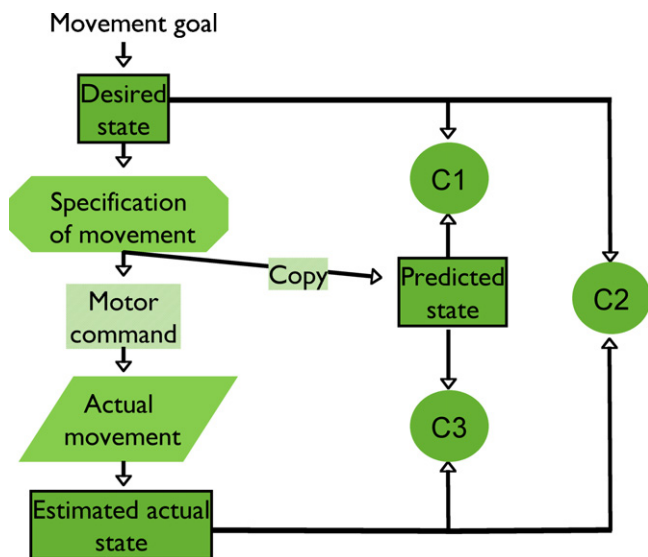 Movement goal
Desired
state
C1
Specification
of movement
Copy
Predicted
state
C2
Motor
command
Actual
movement
C3
Estimated actual
state